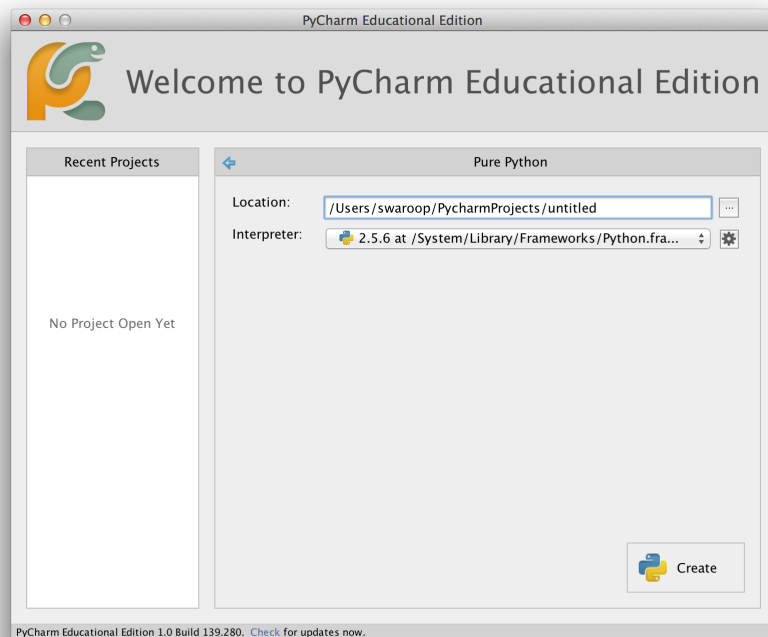 PyCharm Educational Edition
Welcome to PyCharm Educational Edition
Recent Projects
No Project Open Yet
Pure Python
Location: /Users/swaroop/PycharmProjects/untitled ...
Interpreter: 2.5.6 at /System/Library/Frameworks/Python.fra...
Create
PyCharm Educational Edition 1.0 Build 139.280. Check for updates now.